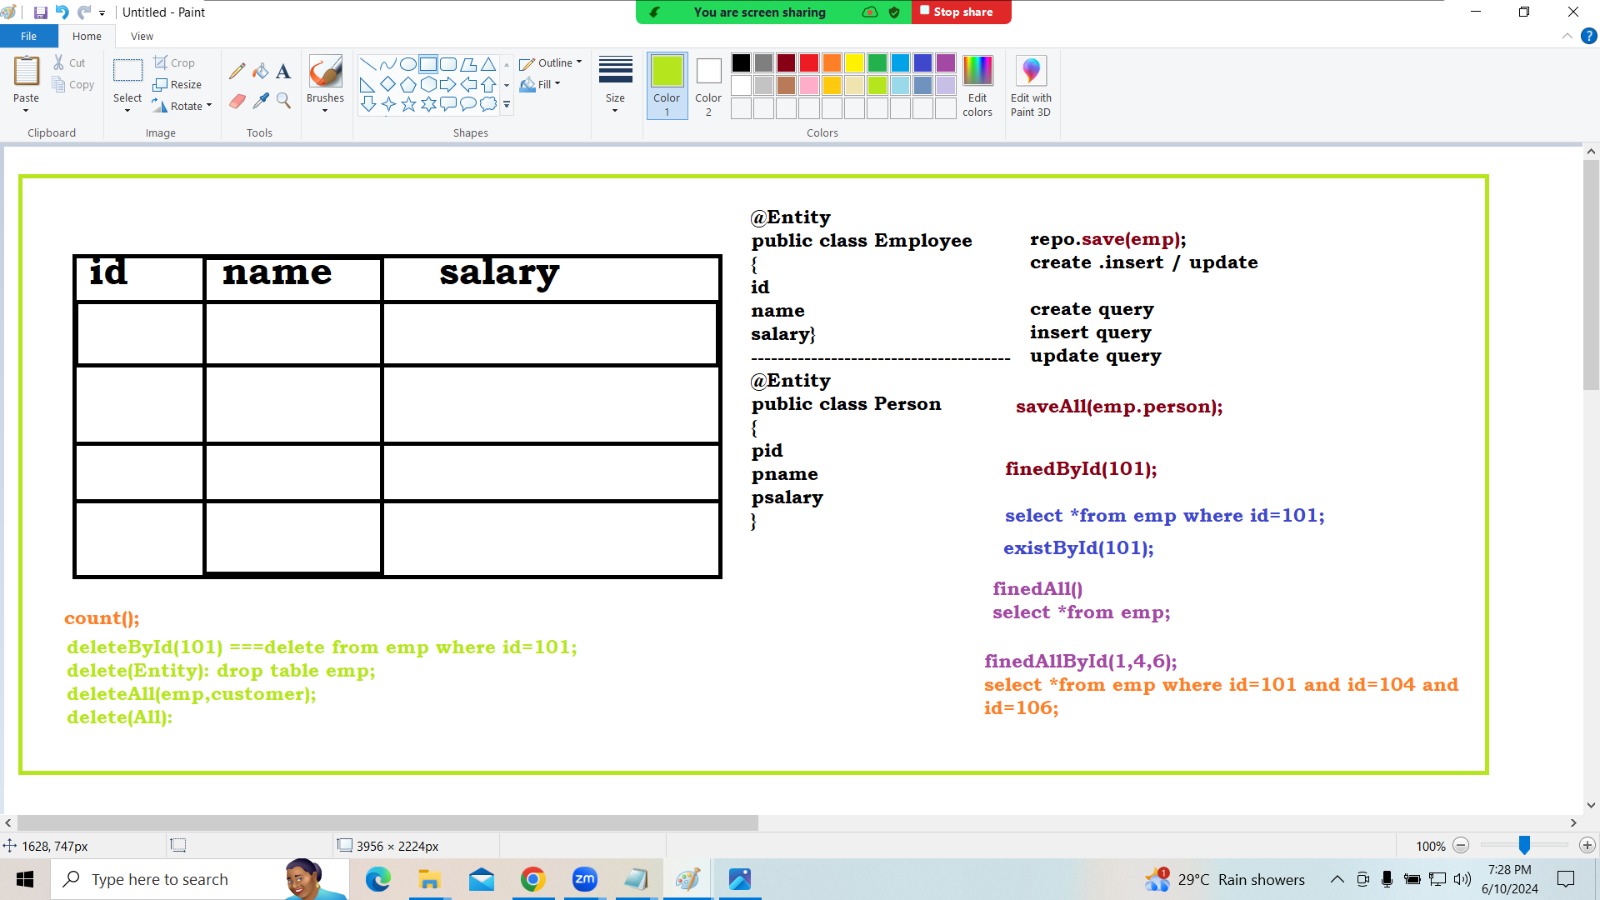 Untitled - Paint
You are screen sharing
Stop share
File
Home
View
Paste
Cut
Copy
Clipboard
Select
Crop
Resize
Rotate
Image
A
Tools
Brushes
Shapes
Outline
Fill
Size
Color
1
Color
2
Edit
colors
Colors
Edit with
Paint 3D
id
name
salary
@Entity
public class Employee
{
id
name
salary}
---------------------------------------
@Entity
public class Person
{
pid
pname
psalary
}
repo.save(emp);
create .insert / update
create query
insert query
update query
saveAll(emp.person);
finedById(101);
select *from emp where id=101;
existById(101);
finedAll()
select *from emp;
finedAllById(1,4,6);
select *from emp where id=101 and id=104 and
id=106;
count();
deleteById(101) ===delete from emp where id=101;
delete(Entity): drop table emp;
deleteAll(emp,customer);
delete(All):
1628, 747px
3956 × 2224px
100%
Type here to search
zm
1
29°C Rain showers
7:28 PM
6/10/2024